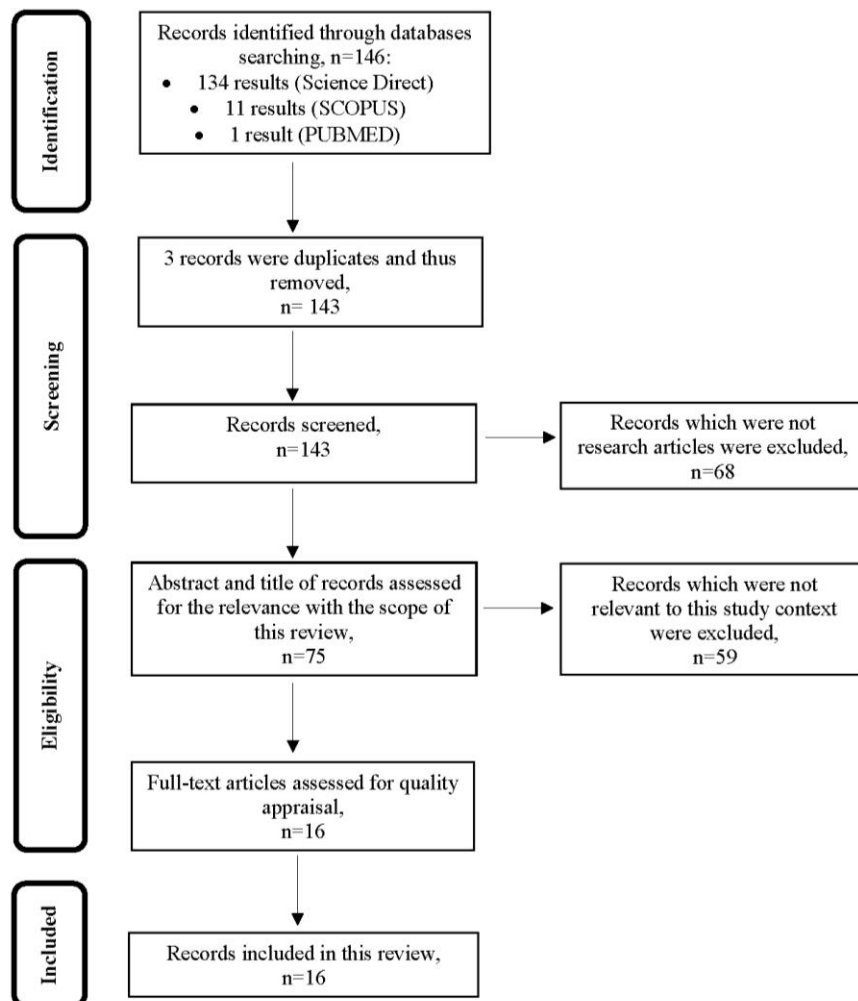 Identification
Records identified through databases
searching, n=146:
• 134 results (Science Direct)
• 11 results (SCOPUS)
• 1 result (PUBMED)
Screening
3 records were duplicates and thus
removed,
n= 143
Records screened,
n=143
Records which were not
research articles were excluded,
n=68
Eligibility
Abstract and title of records assessed
for the relevance with the scope of
this review,
n=75
Records which were not
relevant to this study context
were excluded,
n=59
Full-text articles assessed for quality
appraisal,
n=16
Included
Records included in this review,
n=16